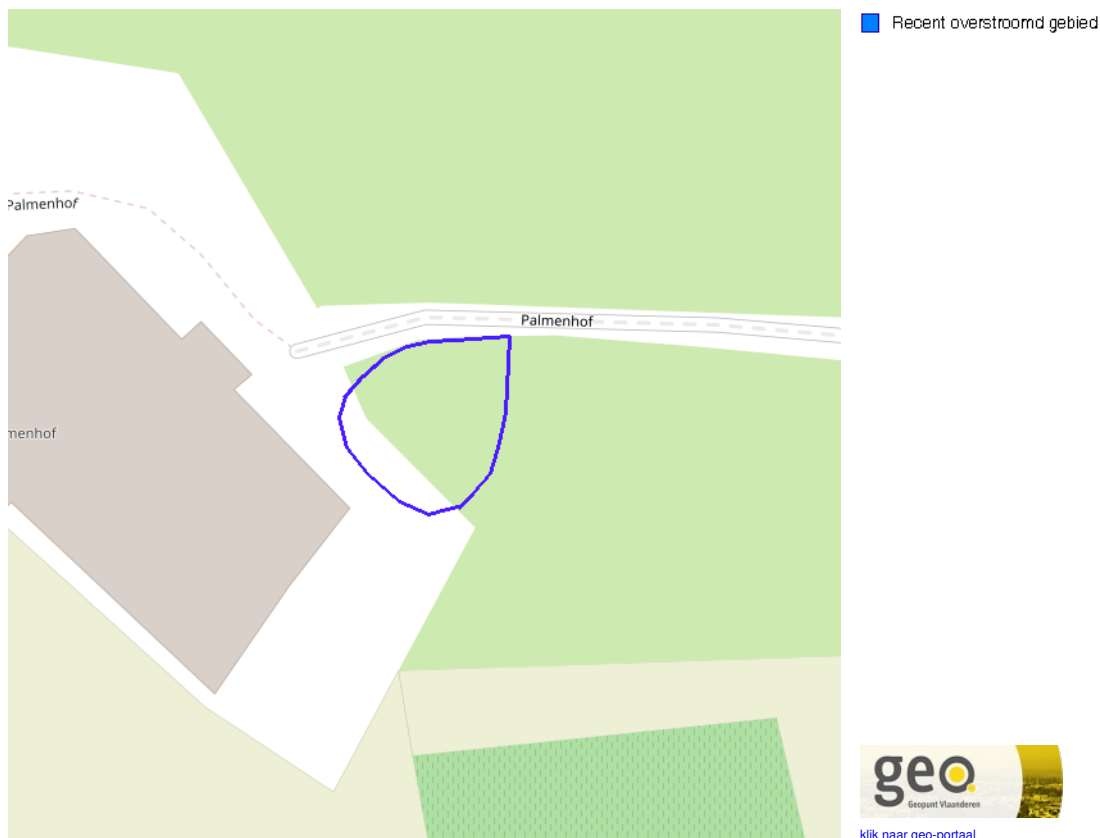 Recent overstroomd gebied
Palmenhof
Palmenhof
menhof
geo
Geopunt Vlaanderen
klik naar geo-portaal